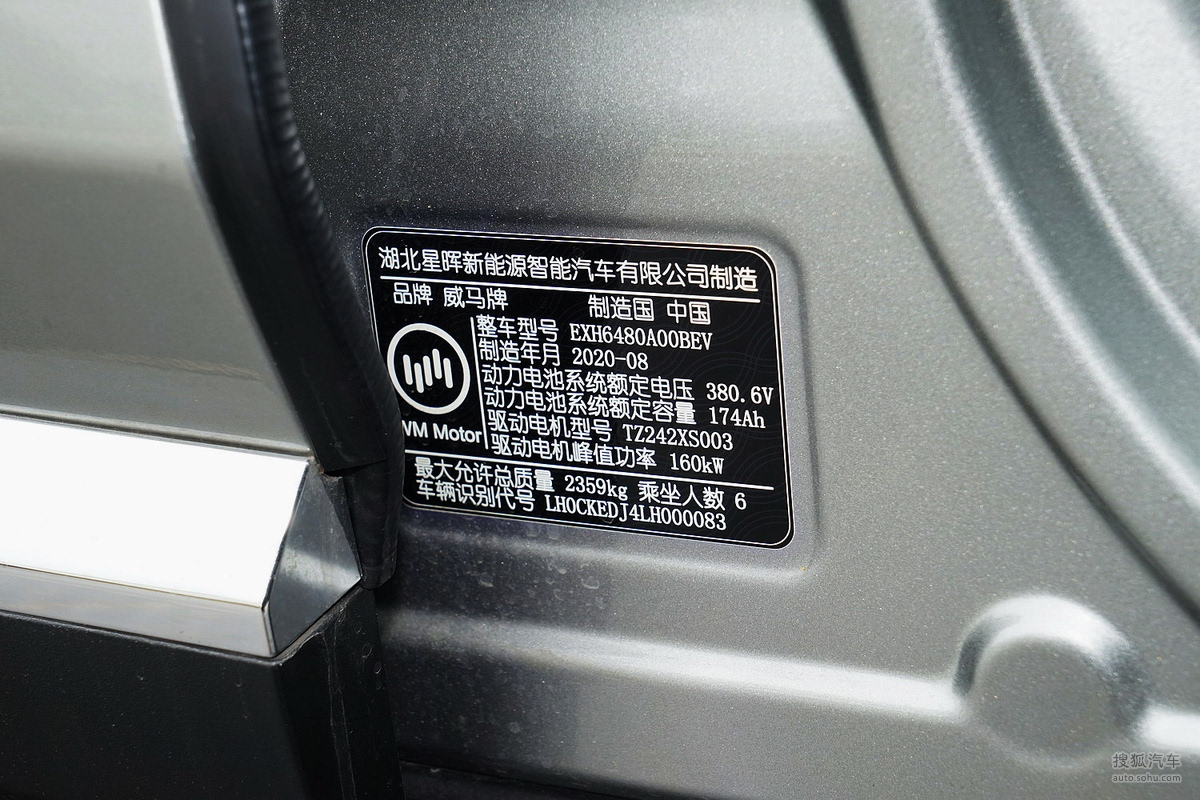 湖北星晖新能源智能汽车有限公司制造
品牌 威马牌 制造国 中国
整车型号 EXH6480A00BEV
制造年月 2020-08
动力电池系统额定电压 380.6V
动力电池系统额定容量 174Ah
驱动电机型号 TZ242XS003
驱动电机峰值功率 160kW
WM Motor
最大允许总质量 2359kg 乘坐人数 6
车辆识别代号 LH0CKEDJ4LH000083
搜狐汽车
auto.sohu.com